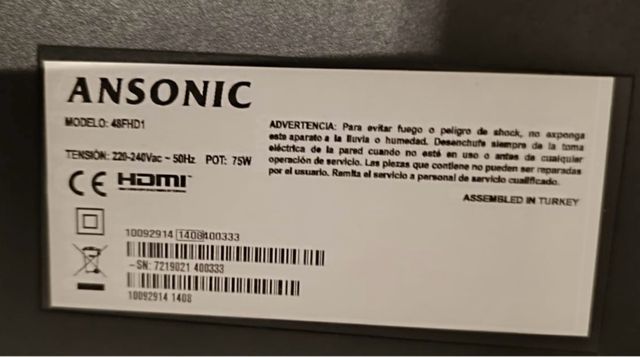 ANSONIC
MODELO: 48FHD1
TENSIÓN: 220-240Vac ~ 50Hz POT: 75W
CE HDMI
ADVERTENCIA: Para evitar fuego o peligro de shock, no exponga
este aparato a la lluvia o humedad. Desenchufe siempre de la toma
eléctrica de la pared cuando no esté en uso o antes de cualquier
operación de servicio. Las piezas que contiene no pueden ser reparadas
por el usuario. Remita el servicio a personal de servicio cualificado.
ASSEMBLED IN TURKEY
10092914 1408400333
-SN: 7219021 400333
10092914 1408